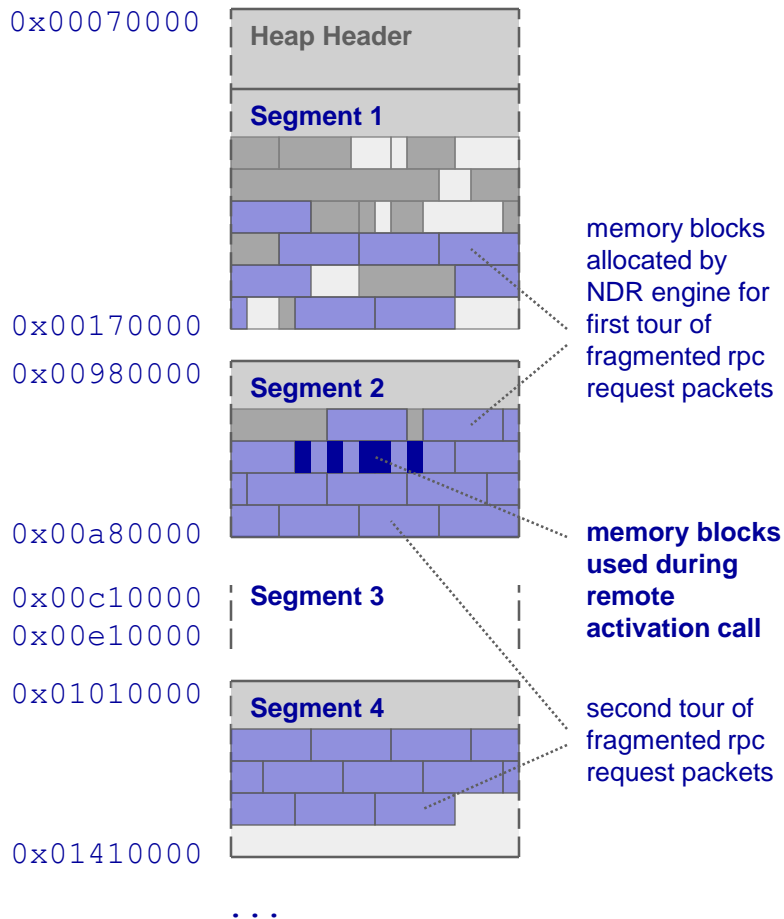 0x00070000
Heap Header
Segment 1
memory blocks
allocated by
NDR engine for
first tour of
fragmented rpc
request packets
0x00170000
0x00980000
Segment 2
0x00a80000
memory blocks
used during
remote
activation call
0x00c10000
Segment 3
0x00e10000
0x01010000
Segment 4
second tour of
fragmented rpc
request packets
0x01410000
...